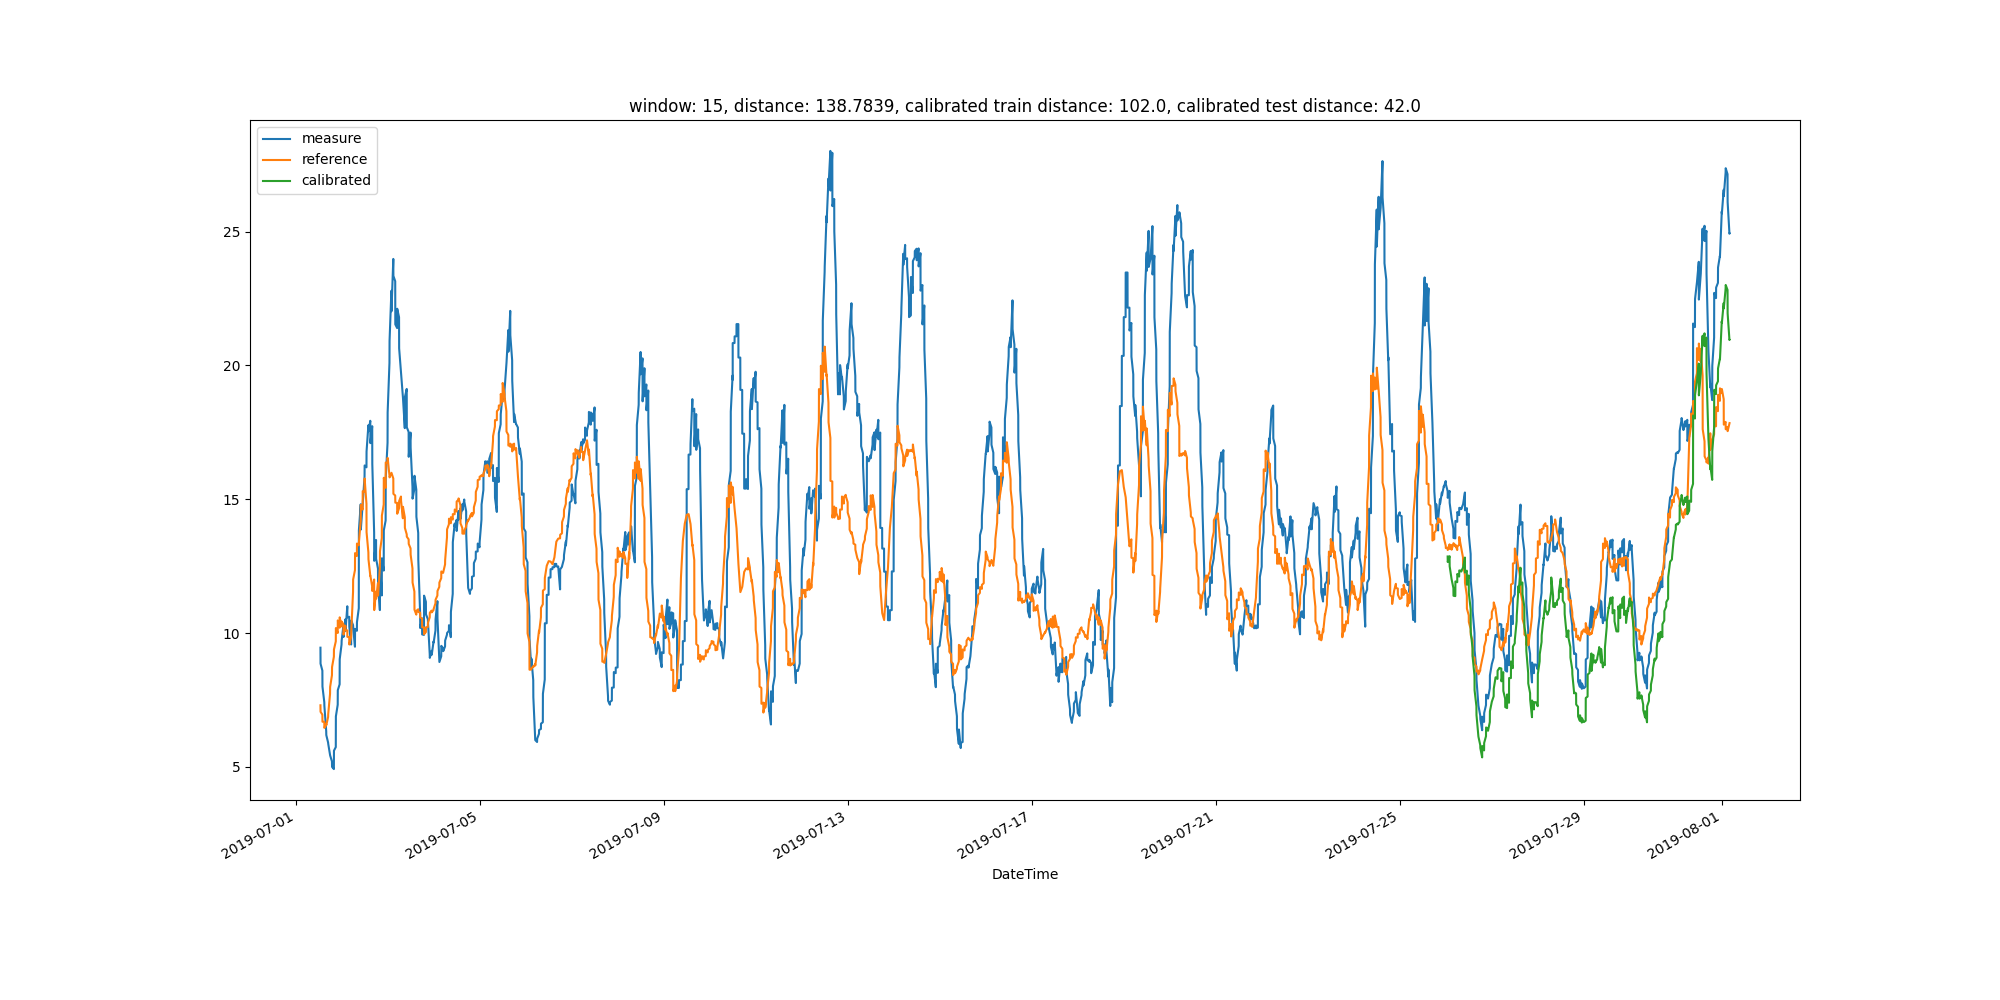 window: 15, distance: 138.7839, calibrated train distance: 102.0, calibrated test distance: 42.0
measure
reference
calibrated
25
20
15
10
5
2019-07-01
2019-07-05
2019-07-09
2019-07-13
2019-07-17
2019-07-21
2019-07-25
2019-07-29
2019-08-01
DateTime